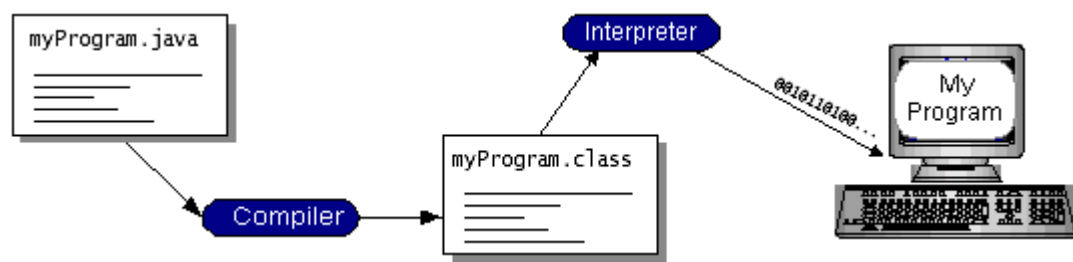 myProgram.java
Compiler
myProgram.class
Interpreter
0010110100...
My
Program